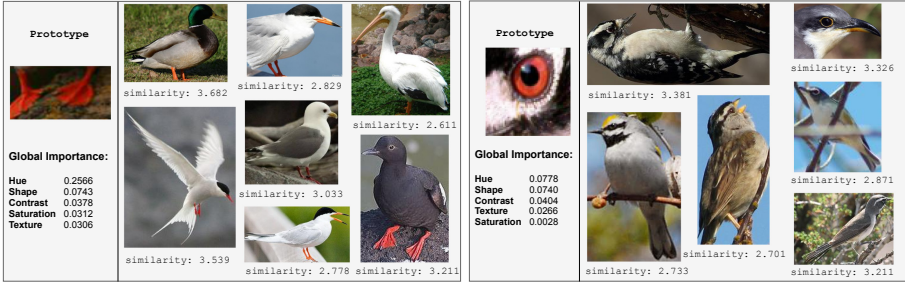 Prototype
Global Importance:
Hue 0.2566
Shape 0.0743
Contrast 0.0378
Saturation 0.0312
Texture 0.0306
similarity: 3.682
similarity: 2.829
similarity: 2.611
similarity: 3.033
similarity: 3.539
similarity: 2.778
similarity: 3.211
Prototype
Global Importance:
Hue 0.0778
Shape 0.0740
Contrast 0.0404
Texture 0.0266
Saturation 0.0028
similarity: 3.381
similarity: 3.326
similarity: 2.871
similarity: 2.701
similarity: 2.733
similarity: 3.211